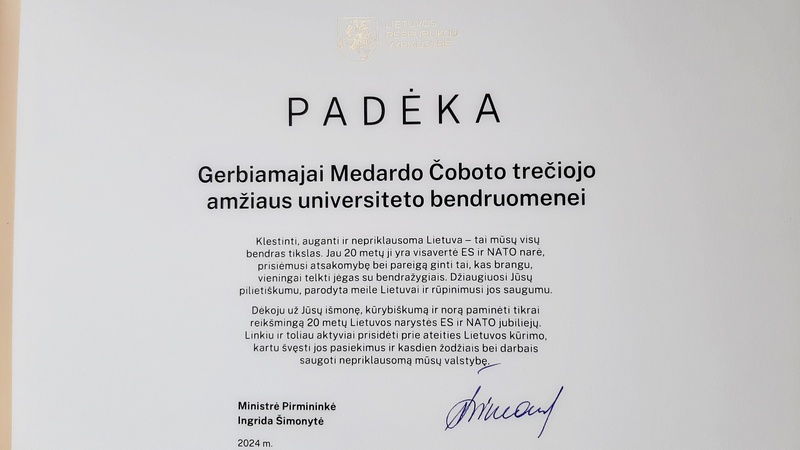 LIETUVOS
RESPUBLIKOS
VYRIAUSYBĖ
PADĖKA
Gerbiamajai Medardo Čoboto trečiojo
amžiaus universiteto bendruomenei
Klestinti, auganti ir nepriklausoma Lietuva – tai mūsų visų
bendras tikslas. Jau 20 metų ji yra visavertė ES ir NATO narė,
prisiėmusi atsakomybę bei pareigą ginti tai, kas brangu,
vieningai telkti jėgas su bendražygiais. Džiaugiuosi Jūsų
pilietiškumu, parodyta meile Lietuvai ir rūpinimusi jos saugumu.
Dėkoju už Jūsų išmonę, kūrybiškumą ir norą paminėti tikrai
reikšmingą 20 metų Lietuvos narystės ES ir NATO jubiliejų.
Linkiu ir toliau aktyviai prisidėti prie ateities Lietuvos kūrimo,
kartu švęsti jos pasiekimus ir kasdien žodžiais bei darbais
saugoti nepriklausomą mūsų valstybę.
Ministrė Pirmininkė
Ingrida Šimonytė
2024 m.